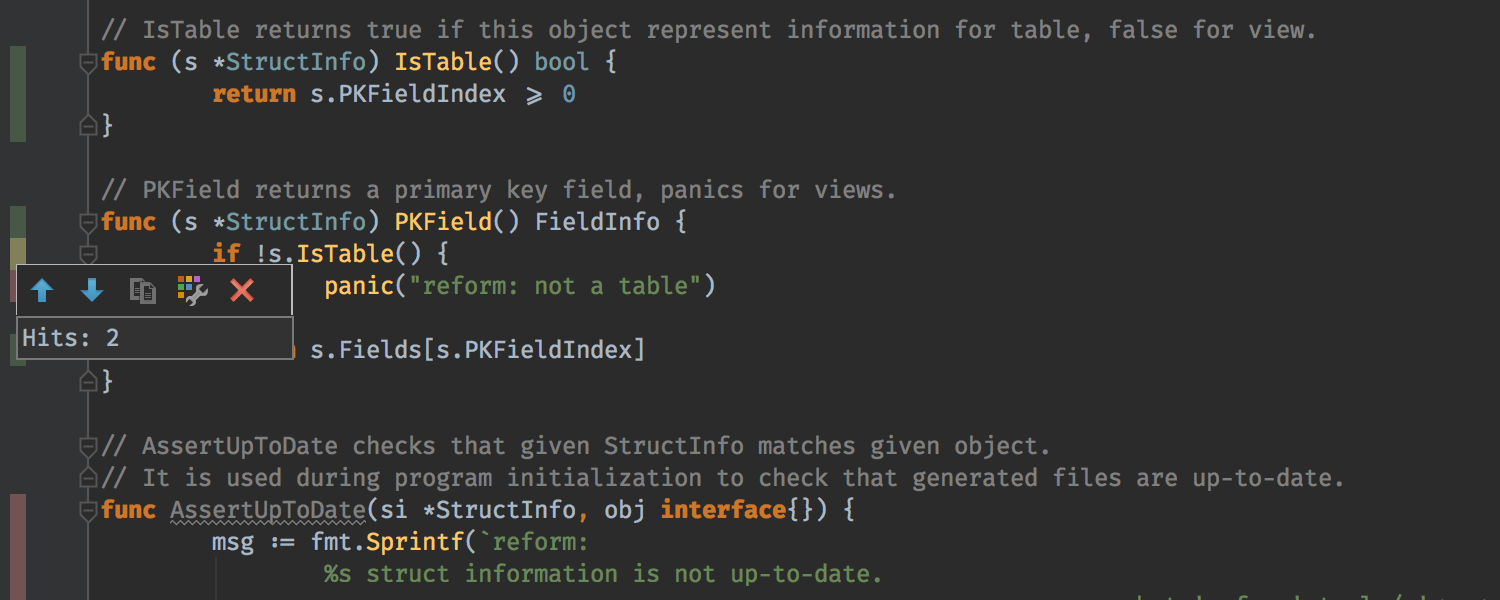 // IsTable returns true if this object represent information for table, false for view.
func (s *StructInfo) IsTable() bool {
return s.PKFieldIndex ⩾ 0
}
// PKField returns a primary key field, panics for views.
func (s *StructInfo) PKField() FieldInfo {
if !s.IsTable() {
panic("reform: not a table")
Hits: 2
s.Fields[s.PKFieldIndex]
}
// AssertUpToDate checks that given StructInfo matches given object.
// It is used during program initialization to check that generated files are up-to-date.
func AssertUpToDate(si *StructInfo, obj interface{}) {
msg := fmt.Sprintf(`reform:
%s struct information is not up-to-date.